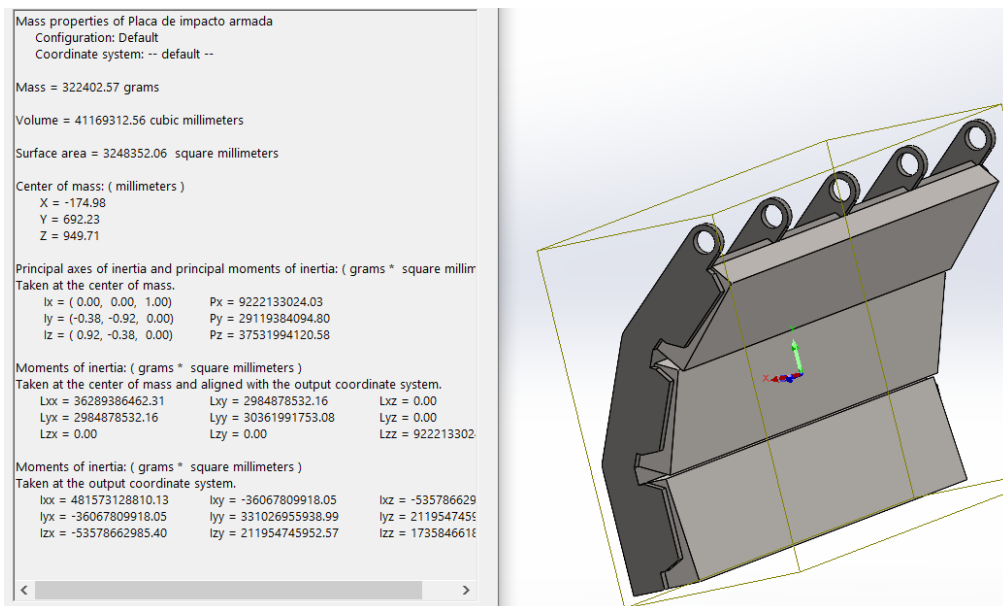 Mass properties of Placa de impacto armada
Configuration: Default
Coordinate system: -- default --
Mass = 322402.57 grams
Volume = 41169312.56 cubic millimeters
Surface area = 3248352.06 square millimeters
Center of mass: ( millimeters )
X = -174.98
Y = 692.23
Z = 949.71
Principal axes of inertia and principal moments of inertia: ( grams * square millim
Taken at the center of mass.
Ix = ( 0.00, 0.00, 1.00) Px = 9222133024.03
Iy = (-0.38, -0.92, 0.00) Py = 29119384094.80
Iz = ( 0.92, -0.38, 0.00) Pz = 37531994120.58
Moments of inertia: ( grams * square millimeters )
Taken at the center of mass and aligned with the output coordinate system.
Lxx = 36289386462.31 Lxy = 2984878532.16 Lxz = 0.00
Lyx = 2984878532.16 Lyy = 30361991753.08 Lyz = 0.00
Lzx = 0.00 Lzy = 0.00 Lzz = 922213302
Moments of inertia: ( grams * square millimeters )
Taken at the output coordinate system.
Ixx = 481573128810.13 Ixy = -36067809918.05 Ixz = -535786629
Iyx = -36067809918.05 Iyy = 331026955938.99 Iyz = 2119547459
Izx = -53578662985.40 Izy = 211954745952.57 Izz = 1735846618
X